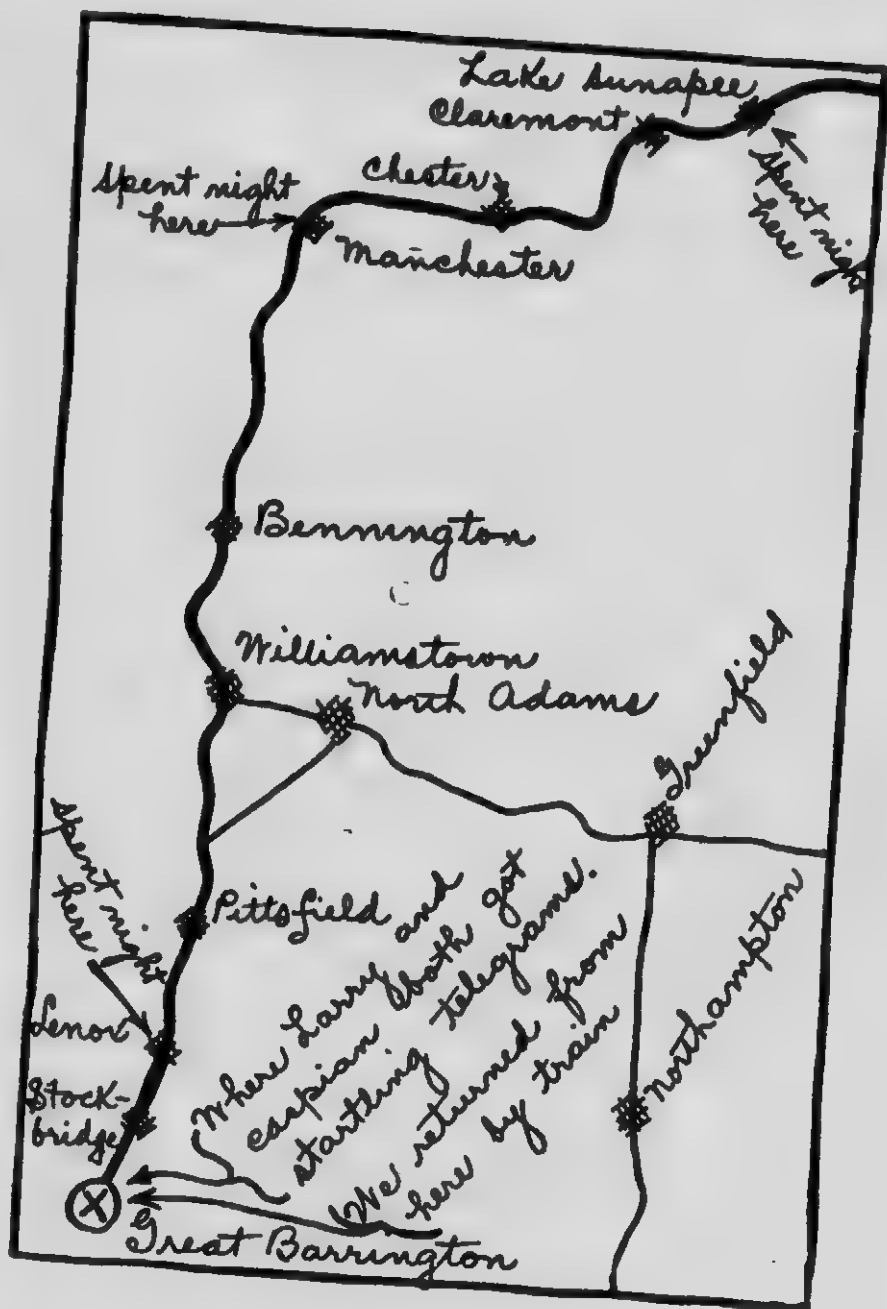 Lake Sunapee
Claremont
Spent night
here
Chester
Spent night
here
Manchester
Bennington
Williamstown
North Adams
Greenfield
Spent night
here
Pittsfield
Where Larry and
Caspian both got
startling telegrams.
We returned from
here by train
Northampton
Lenox
Stock-
bridge
X
Great Barrington